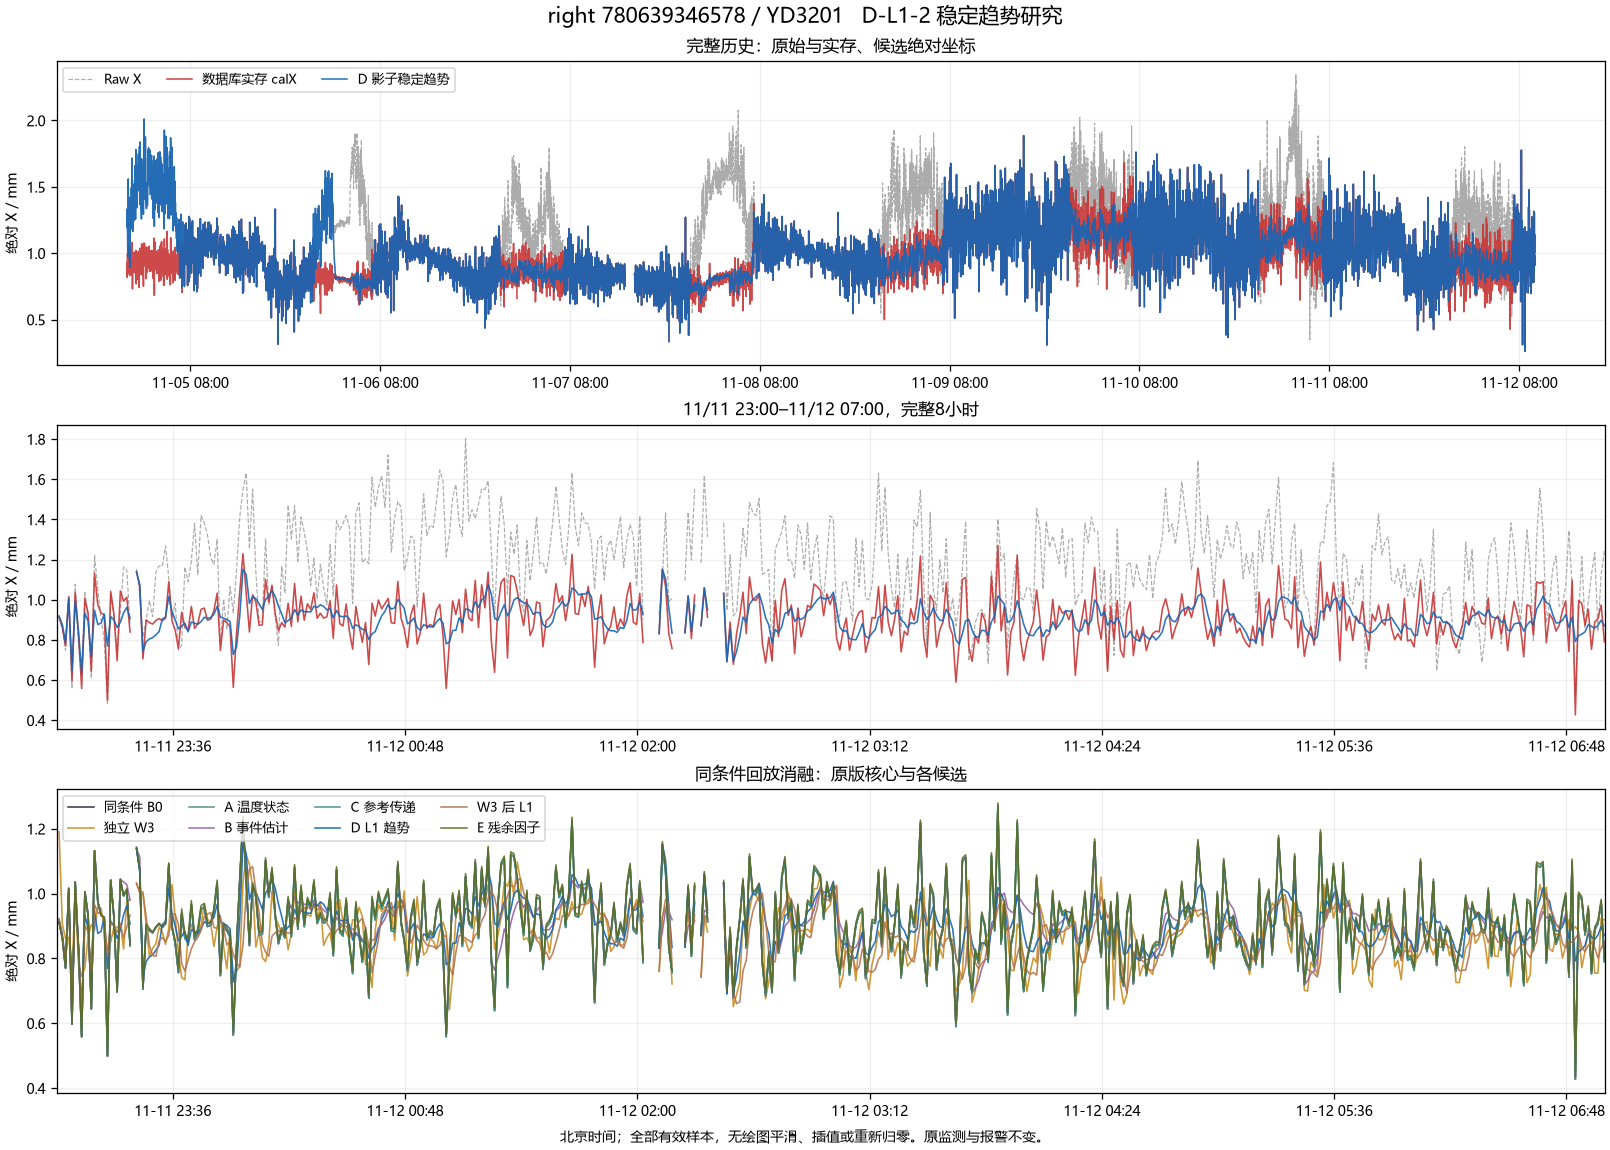 right 780639346578 / YD3201   D-L1-2 稳定趋势研究
完整历史：原始与实存、候选绝对坐标
Raw X
数据库实存 calX
D 影子稳定趋势
绝对 X / mm
2.0
1.5
1.0
0.5
11-05 08:00
11-06 08:00
11-07 08:00
11-08 08:00
11-09 08:00
11-10 08:00
11-11 08:00
11-12 08:00
11/11 23:00–11/12 07:00，完整8小时
绝对 X / mm
1.8
1.6
1.4
1.2
1.0
0.8
0.6
0.4
11-11 23:36
11-12 00:48
11-12 02:00
11-12 03:12
11-12 04:24
11-12 05:36
11-12 06:48
同条件回放消融：原版核心与各候选
同条件 B0
A 温度状态
C 参考传递
W3 后 L1
独立 W3
B 事件估计
D L1 趋势
E 残余因子
绝对 X / mm
1.2
1.0
0.8
0.6
0.4
11-11 23:36
11-12 00:48
11-12 02:00
11-12 03:12
11-12 04:24
11-12 05:36
11-12 06:48
北京时间；全部有效样本，无绘图平滑、插值或重新归零。原监测与报警不变。